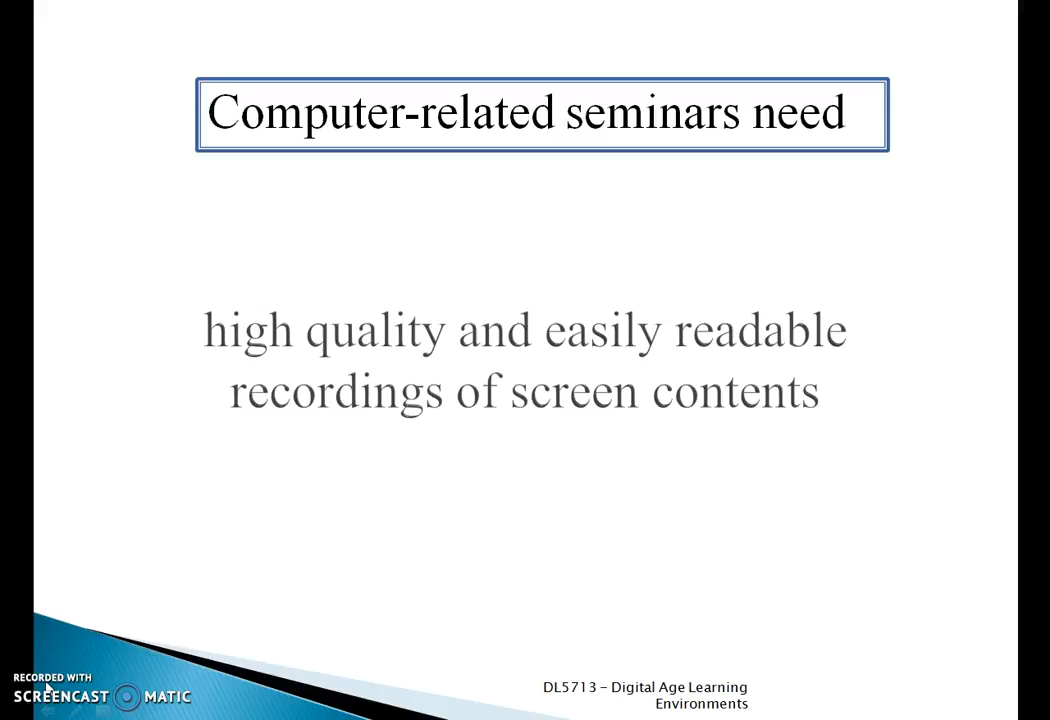 Computer-related seminars need
high quality and easily readable
recordings of screen contents
RECORDED WITH
SCREENCAST MATIC
DL5713 – Digital Age Learning
Environments